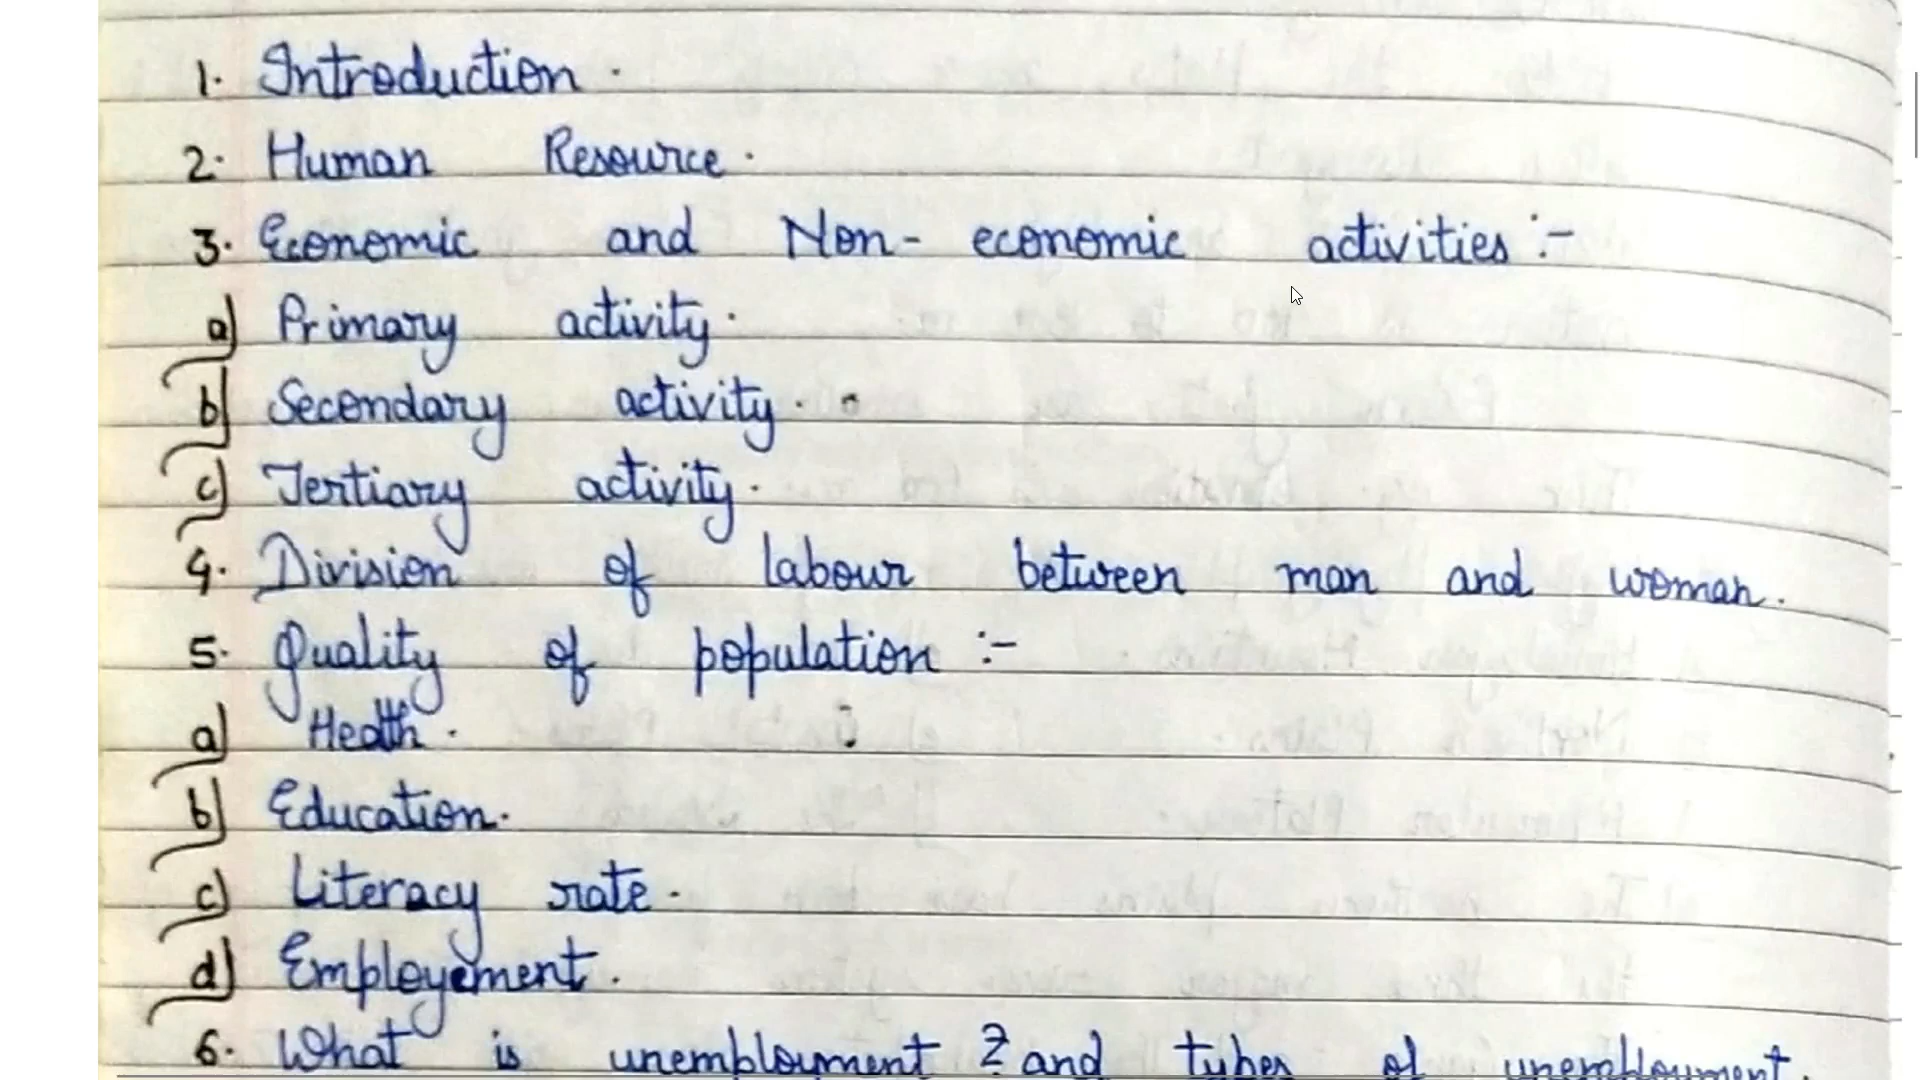 1. Introduction.
2. Human Resource.
3. Economic and Non-economic activities :-
a) Primary activity.
b) Secondary activity.
c) Tertiary activity.
4. Division of labour between man and woman.
5. Quality of population :-
a) Health.
b) Education.
c) Literacy rate.
d) Employement.
6. What is unemployment ? and types of unemployment.